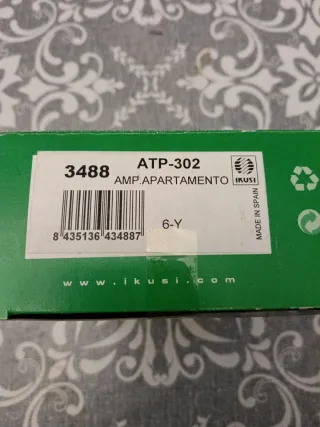 3488
ATP-302
AMP.APARTAMENTO
IKUSI
MADE IN SPAIN
8 435136 434887
6-Y
www.ikusi.com